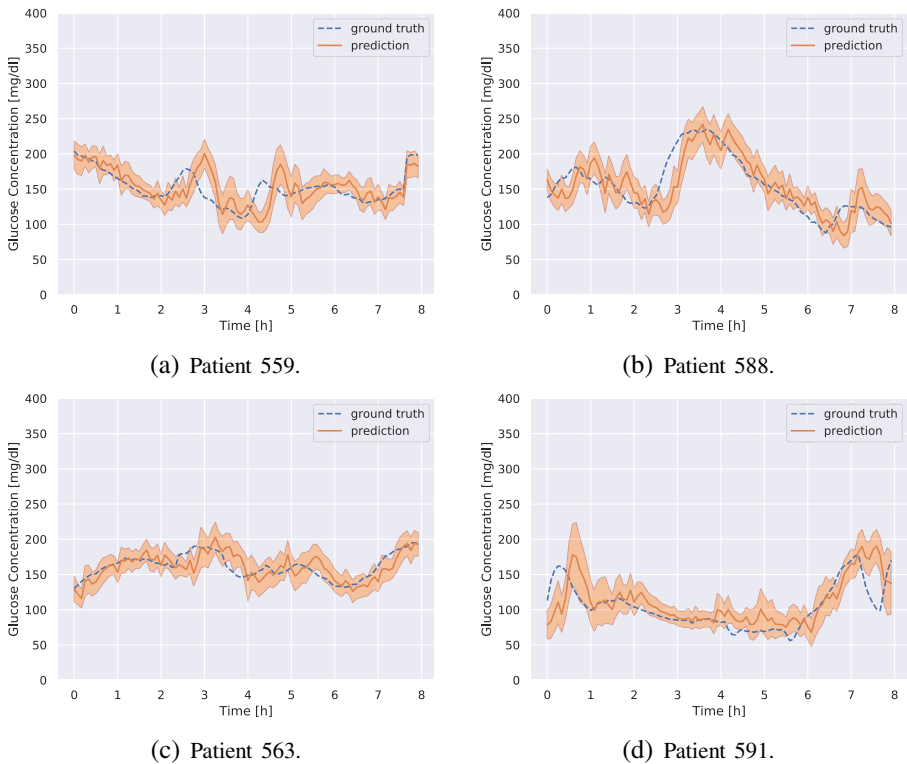 400
350
300
250
200
150
100
50
0
Glucose Concentration [mg/dl]
ground truth
prediction
0 1 2 3 4 5 6 7 8
Time [h]
(a) Patient 559.
400
350
300
250
200
150
100
50
0
Glucose Concentration [mg/dl]
ground truth
prediction
0 1 2 3 4 5 6 7 8
Time [h]
(b) Patient 588.
400
350
300
250
200
150
100
50
0
Glucose Concentration [mg/dl]
ground truth
prediction
0 1 2 3 4 5 6 7 8
Time [h]
(c) Patient 563.
400
350
300
250
200
150
100
50
0
Glucose Concentration [mg/dl]
ground truth
prediction
0 1 2 3 4 5 6 7 8
Time [h]
(d) Patient 591.